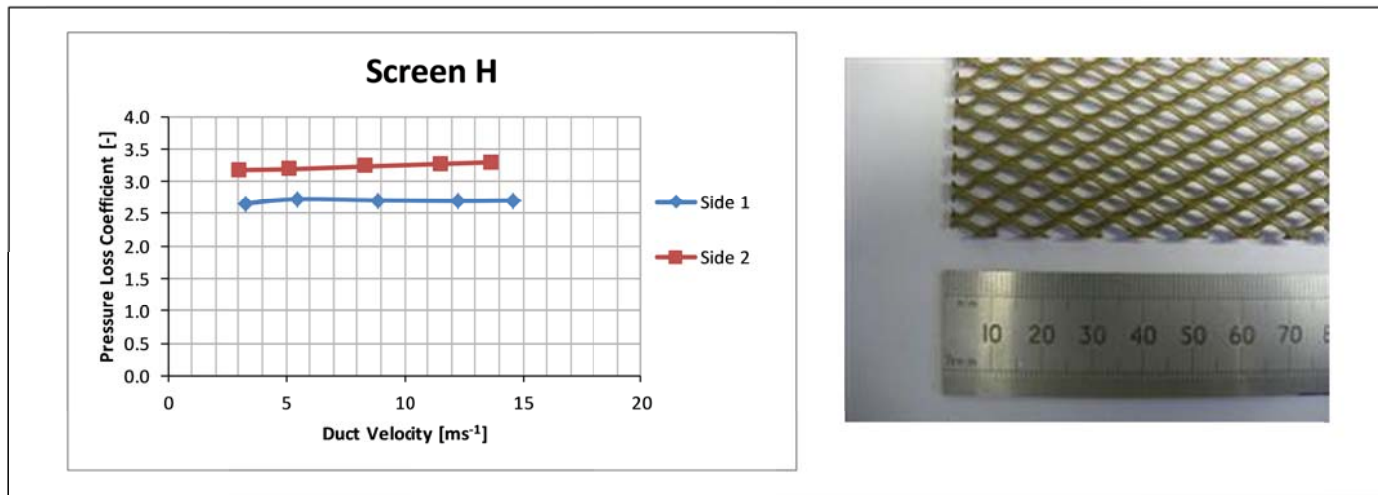 Screen H
Pressure Loss Coefficient [-]
4.0
3.5
3.0
2.5
2.0
1.5
1.0
0.5
0.0
0 5 10 15 20
Duct Velocity [ms⁻¹]
Side 1
Side 2
10 20 30 40 50 60 70 8